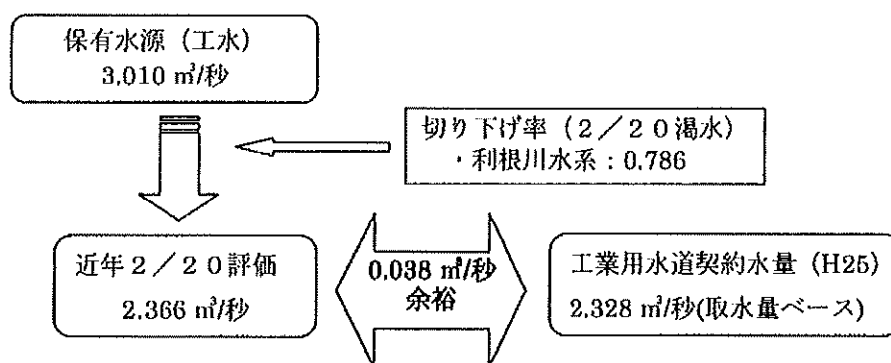 保有水源（工水）
3,010 ㎥/秒
切り下げ率（2／20渇水）
・利根川水系：0.786
近年2／20評価
2,366 ㎥/秒
0,038 ㎥/秒
余裕
工業用水道契約水量（H25）
2,328 ㎥/秒(取水量ベース)